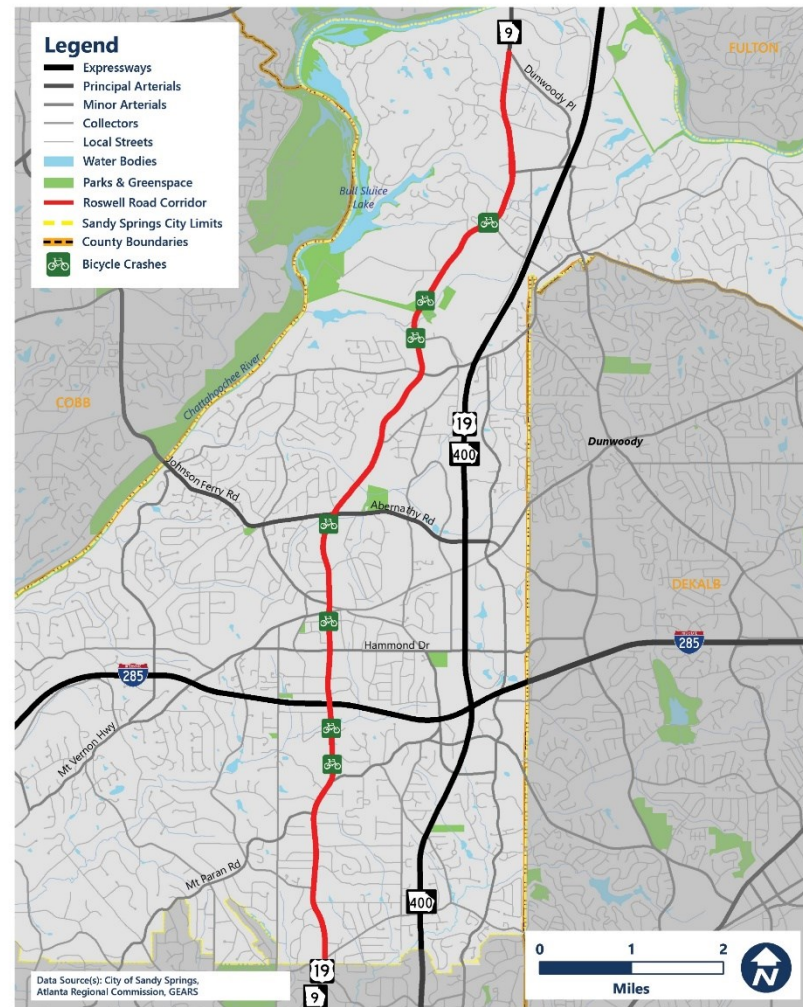 Legend
Expressways
Principal Arterials
Minor Arterials
Collectors
Local Streets
Water Bodies
Parks & Greenspace
Roswell Road Corridor
Sandy Springs City Limits
County Boundaries
Bicycle Crashes
9
Dunwoody Pl
FULTON
Bull Sluice
Lake
Chattahoochee River
COBB
19
400
Dunwoody
Johnson Ferry Rd
Abernathy Rd
DEKALB
Hammond Dr
285
285
Mt Vernon Hwy
Mt Paran Rd
400
19
9
0 1 2
Miles
N
Data Source(s): City of Sandy Springs,
Atlanta Regional Commission, GEARS